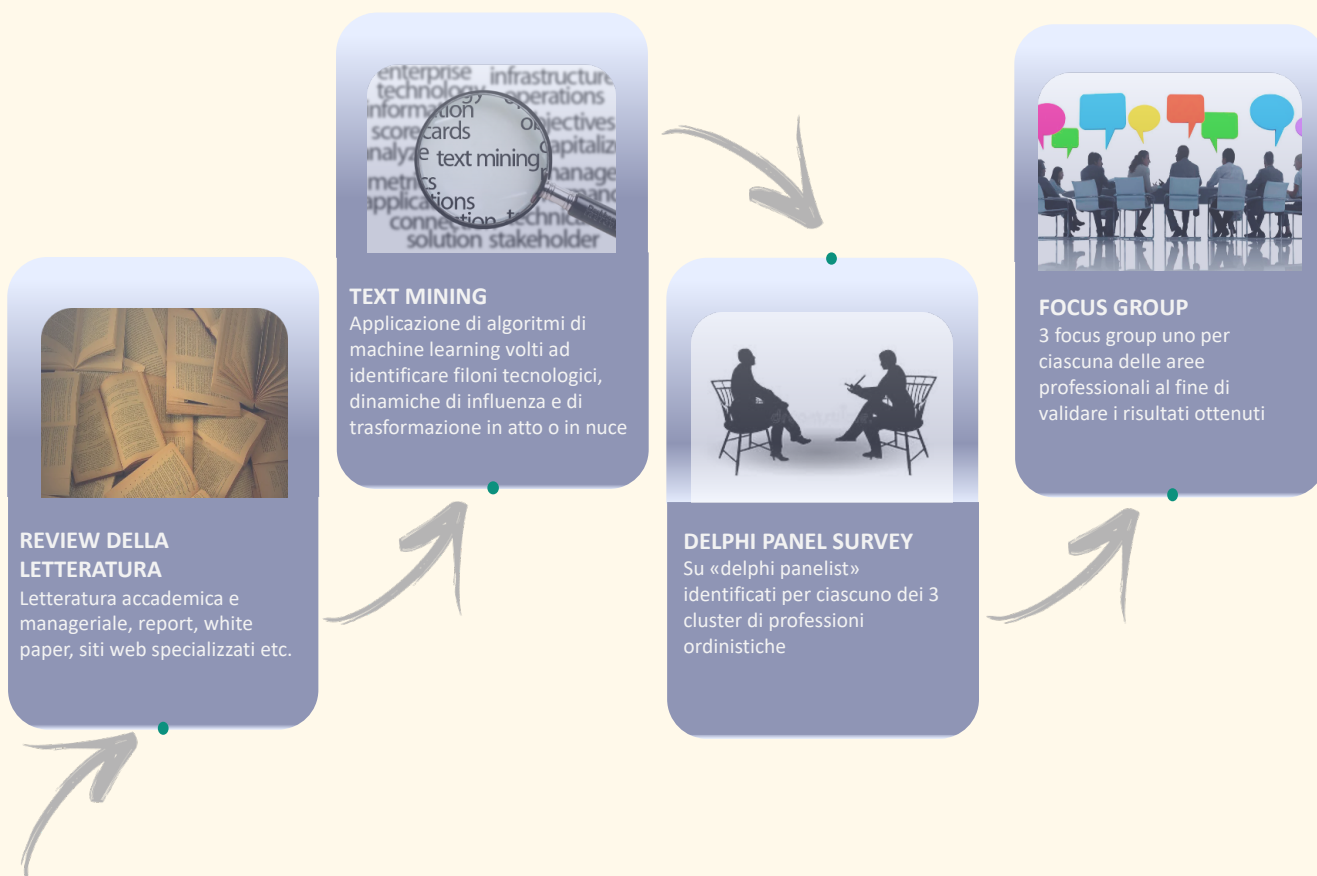 REVIEW DELLA
LETTERATURA
Letteratura accademica e
manageriale, report, white
paper, siti web specializzati etc.
enterprise infrastructure
technology operations
information
scorecards objectives
analyze text mining capitaliz
metrics manage
applications
connection technic
solution stakeholder
TEXT MINING
Applicazione di algoritmi di
machine learning volti ad
identificare filoni tecnologici,
dinamiche di influenza e di
trasformazione in atto o in nuce
DELPHI PANEL SURVEY
Su «delphi panelist»
identificati per ciascuno dei 3
cluster di professioni
ordinistiche
FOCUS GROUP
3 focus group uno per
ciascuna delle aree
professionali al fine di
validare i risultati ottenuti